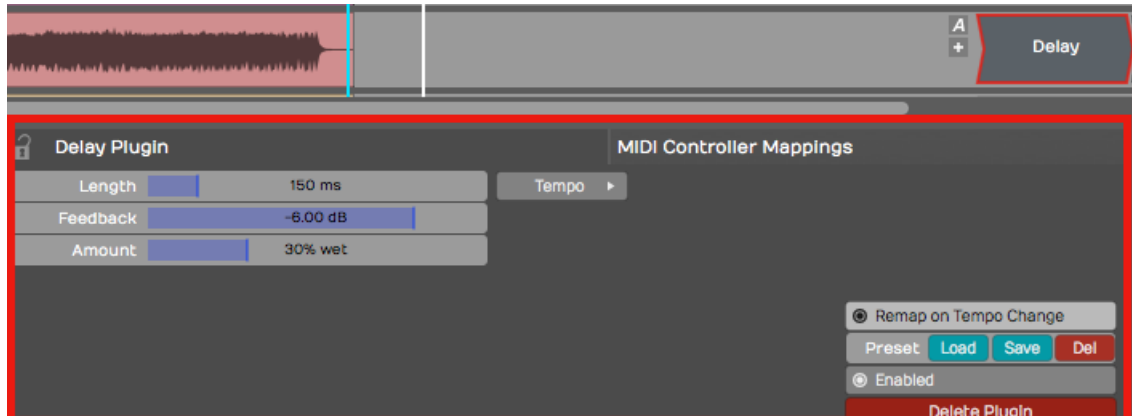 A
+
Delay
Delay Plugin
MIDI Controller Mappings
Length 150 ms
Tempo
Feedback -6.00 dB
Amount 30% wet
Remap on Tempo Change
Preset Load Save Del
Enabled
Delete Plugin